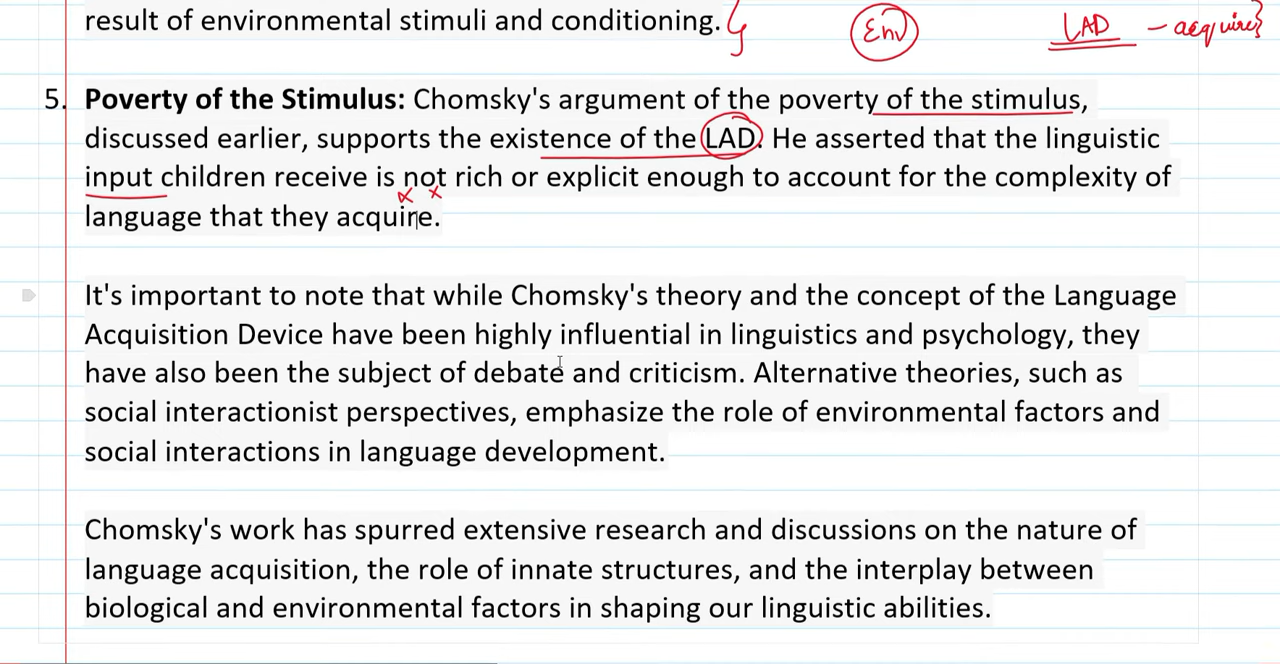 result of environmental stimuli and conditioning.
Env
LAD - acquire
5. Poverty of the Stimulus: Chomsky's argument of the poverty of the stimulus,
discussed earlier, supports the existence of the LAD. He asserted that the linguistic
input children receive is not rich or explicit enough to account for the complexity of
language that they acquire.
It's important to note that while Chomsky's theory and the concept of the Language
Acquisition Device have been highly influential in linguistics and psychology, they
have also been the subject of debate and criticism. Alternative theories, such as
social interactionist perspectives, emphasize the role of environmental factors and
social interactions in language development.
Chomsky's work has spurred extensive research and discussions on the nature of
language acquisition, the role of innate structures, and the interplay between
biological and environmental factors in shaping our linguistic abilities.